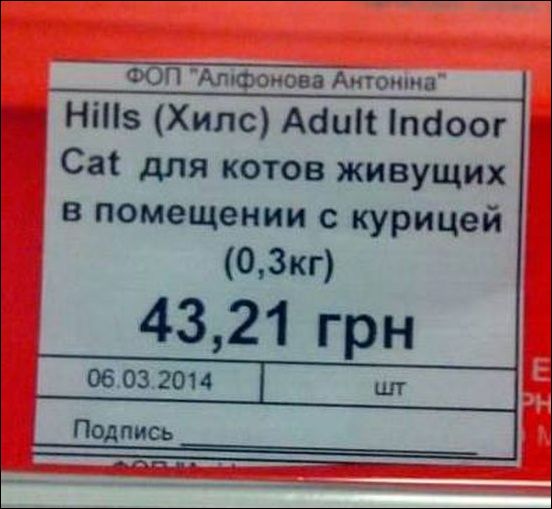 ФОП "Аліфонова Антоніна"
Hills (Хилс) Adult Indoor
Cat для котов живущих
в помещении с курицей
(0,3кг)
43,21 грн
06.03.2014 шт
Подпись